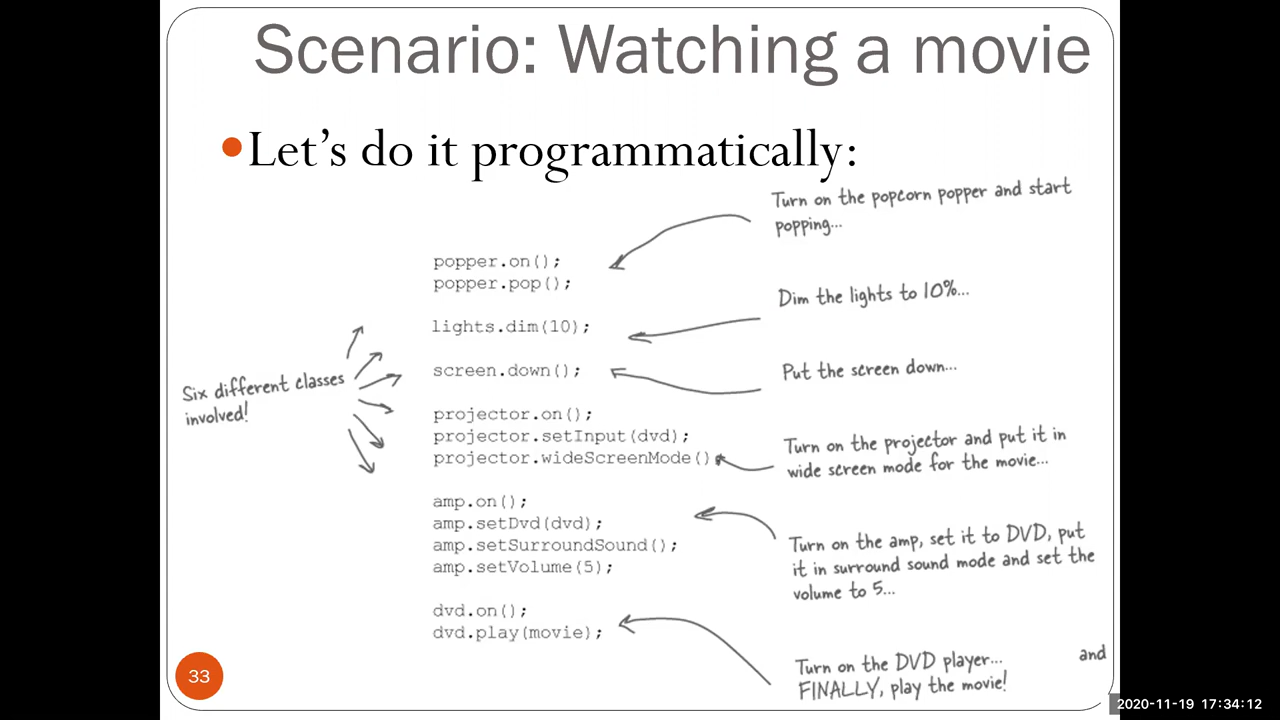 Scenario: Watching a movie
Let's do it programmatically:
Turn on the popcorn popper and start
popping...
popper.on();
popper.pop();
Dim the lights to 10%...
lights.dim(10);
Put the screen down...
screen.down();
Six different classes
involved!
projector.on();
projector.setInput(dvd);
projector.wideScreenMode();
Turn on the projector and put it in
wide screen mode for the movie...
amp.on();
amp.setDvd(dvd);
amp.setSurroundSound();
amp.setVolume(5);
Turn on the amp, set it to DVD, put
it in surround sound mode and set the
volume to 5...
dvd.on();
dvd.play(movie);
Turn on the DVD player... and
FINALLY, play the movie!
33
2020-11-19 17:34:12